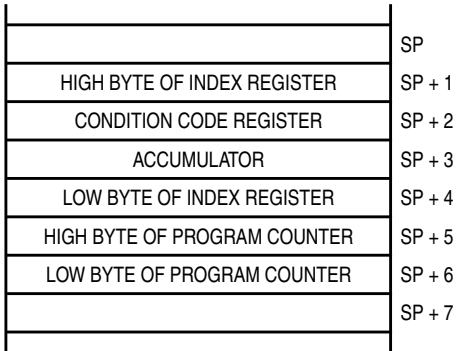 SP
HIGH BYTE OF INDEX REGISTER SP + 1
CONDITION CODE REGISTER SP + 2
ACCUMULATOR SP + 3
LOW BYTE OF INDEX REGISTER SP + 4
HIGH BYTE OF PROGRAM COUNTER SP + 5
LOW BYTE OF PROGRAM COUNTER SP + 6
SP + 7